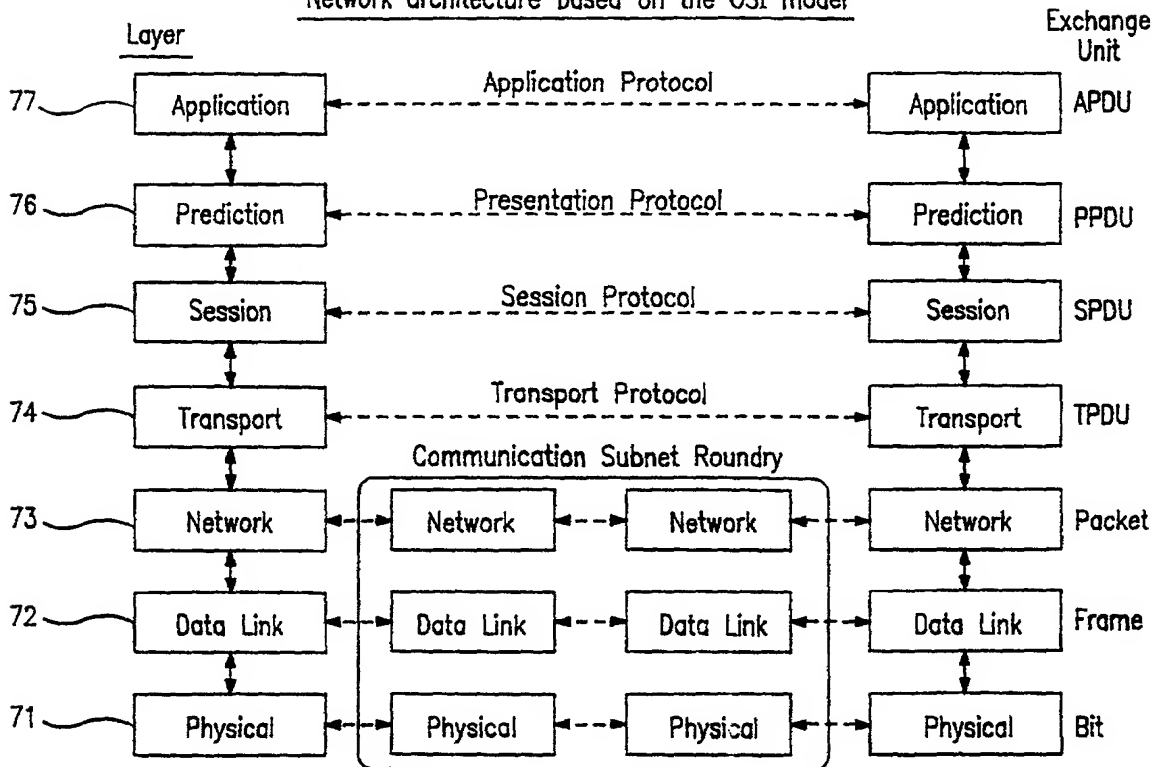 Network architecture based on the OSI model
Layer
Exchange
Unit
77 Application Application Protocol Application APDU
76 Prediction Presentation Protocol Prediction PPDU
75 Session Session Protocol Session SPDU
74 Transport Transport Protocol Transport TPDU
Communication Subnet Roundry
73 Network Network Network Network Packet
72 Data Link Data Link Data Link Data Link Frame
71 Physical Physical Physical Physical Bit